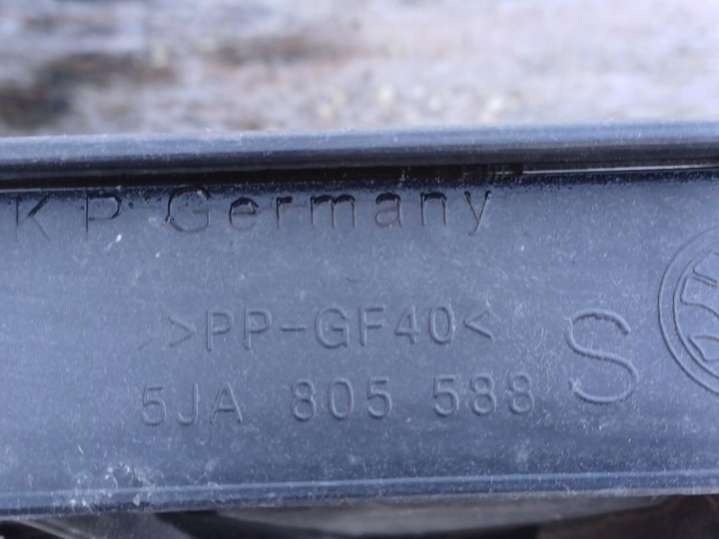 KP Germany
>PP-GF40<
S
5JA 805 588